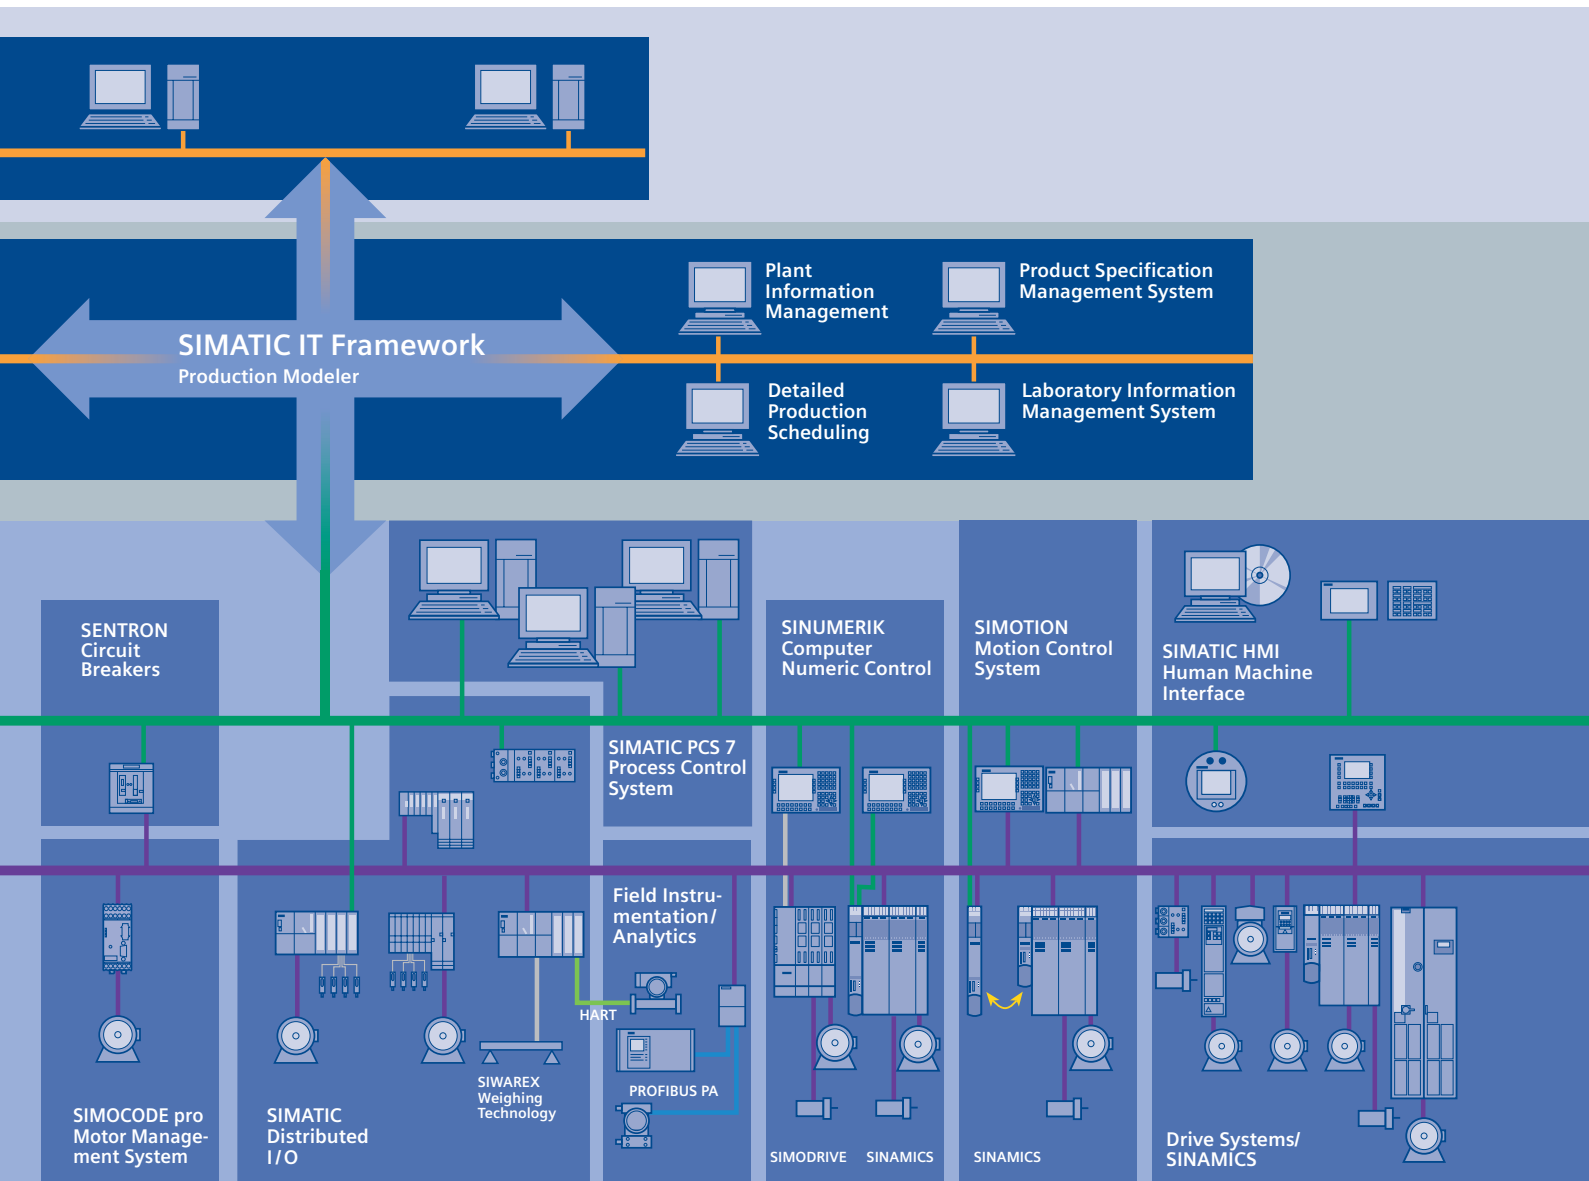 Plant
Information
Management
Product Specification
Management System
SIMATIC IT Framework
Production Modeler
Detailed
Production
Scheduling
Laboratory Information
Management System
SENTRON
Circuit
Breakers
SINUMERIK
Computer
Numeric Control
SIMOTION
Motion Control
System
SIMATIC HMI
Human Machine
Interface
SIMATIC PCS 7
Process Control
System
Field Instru-
mentation/
Analytics
HART
SIWAREX
Weighing
Technology
PROFIBUS PA
SIMOCODE pro
Motor Manage-
ment System
SIMATIC
Distributed
I/O
SIMODRIVE
SINAMICS
SINAMICS
Drive Systems/
SINAMICS